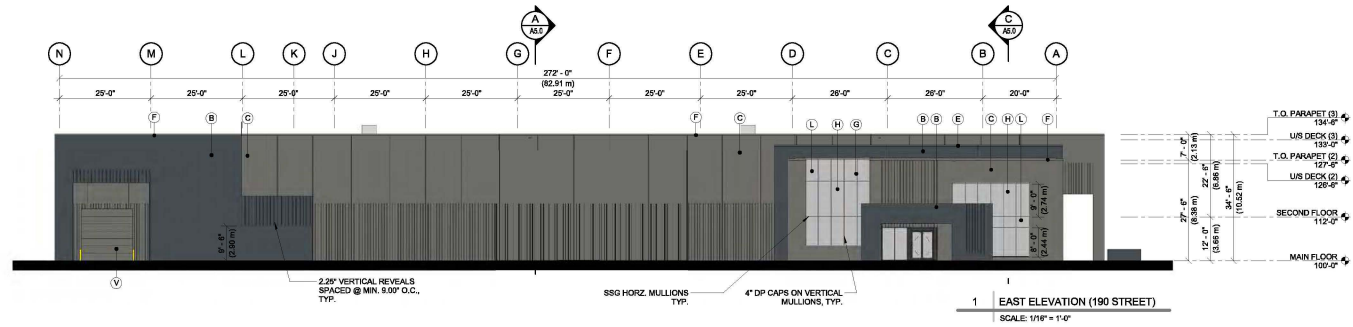 A
A5.0
C
A5.0
N M L K J H G F E D C B A
272' - 0"
(82.91 m)
25'-0" 25'-0" 25'-0" 25'-0" 25'-0" 25'-0" 25'-0" 25'-0" 26'-0" 26'-0" 20'-0"
F B C F C L H G B B E C H L F
T.O. PARAPET (3)
134'-6"
U/S DECK (3)
133'-0"
T.O. PARAPET (2)
127'-6"
U/S DECK (2)
126'-6"
SECOND FLOOR
112'-0"
MAIN FLOOR
100'-0"
7' - 0"
(2.13 m)
27' - 6"
(8.38 m)
22' - 6"
(6.86 m)
12' - 0"
(3.66 m)
34' - 6"
(10.52 m)
9' - 0"
(2.74 m)
8' - 0"
(2.44 m)
9' - 6"
(2.90 m)
V
2.25" VERTICAL REVEALS
SPACED @ MIN. 9.00" O.C.,
TYP.
SSG HORZ. MULLIONS
TYP.
4" DP CAPS ON VERTICAL
MULLIONS, TYP.
1 EAST ELEVATION (190 STREET)
SCALE: 1/16" = 1'-0"